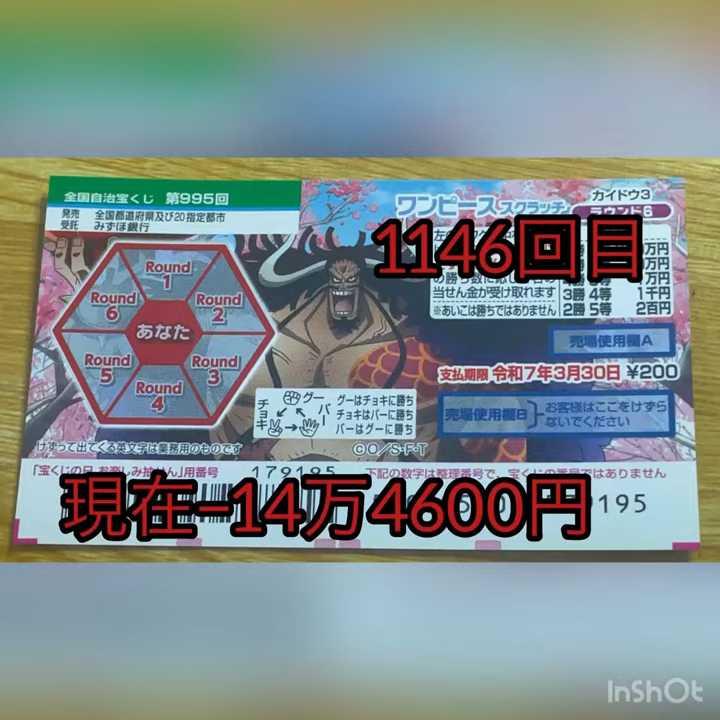 全国自治宝くじ 第995回
発売 全国都道府県及び20指定都市
受託 みずほ銀行
ワンピーススクラッチ
カイドウ3
ラウンド6
1146回目
Round 1
Round 2
Round 3
Round 4
Round 5
Round 6
あなた
の勝ち数に応じ
当せん金が受け取れます
※あいこは勝ちではありません
万円
万円
万円
3勝 4等 1千円
2勝 5等 2百円
売場使用欄A
支払期限 令和7年3月30日 ¥200
グー
チョキ
パー
グーはチョキに勝ち
チョキはパーに勝ち
パーはグーに勝ち
売場使用欄B
お客様はここをけずら
ないでください
けずって出てくる英文字は業務用のものです
©O/S・F・T
「宝くじの日 お楽しみ抽せん」用番号
179195
下記の数字は整理番号で、宝くじの番号ではありません
9195
現在-14万4600円
InShOt